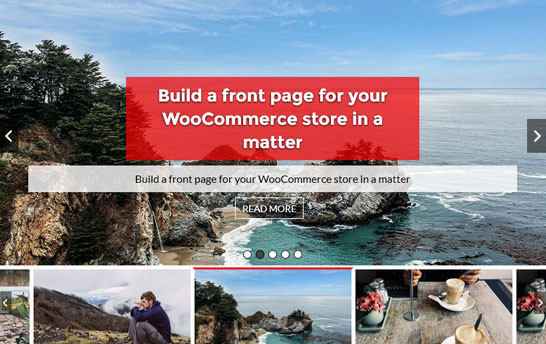 Build a front page for your
WooCommerce store in a
matter
Build a front page for your WooCommerce store in a matter
READ MORE